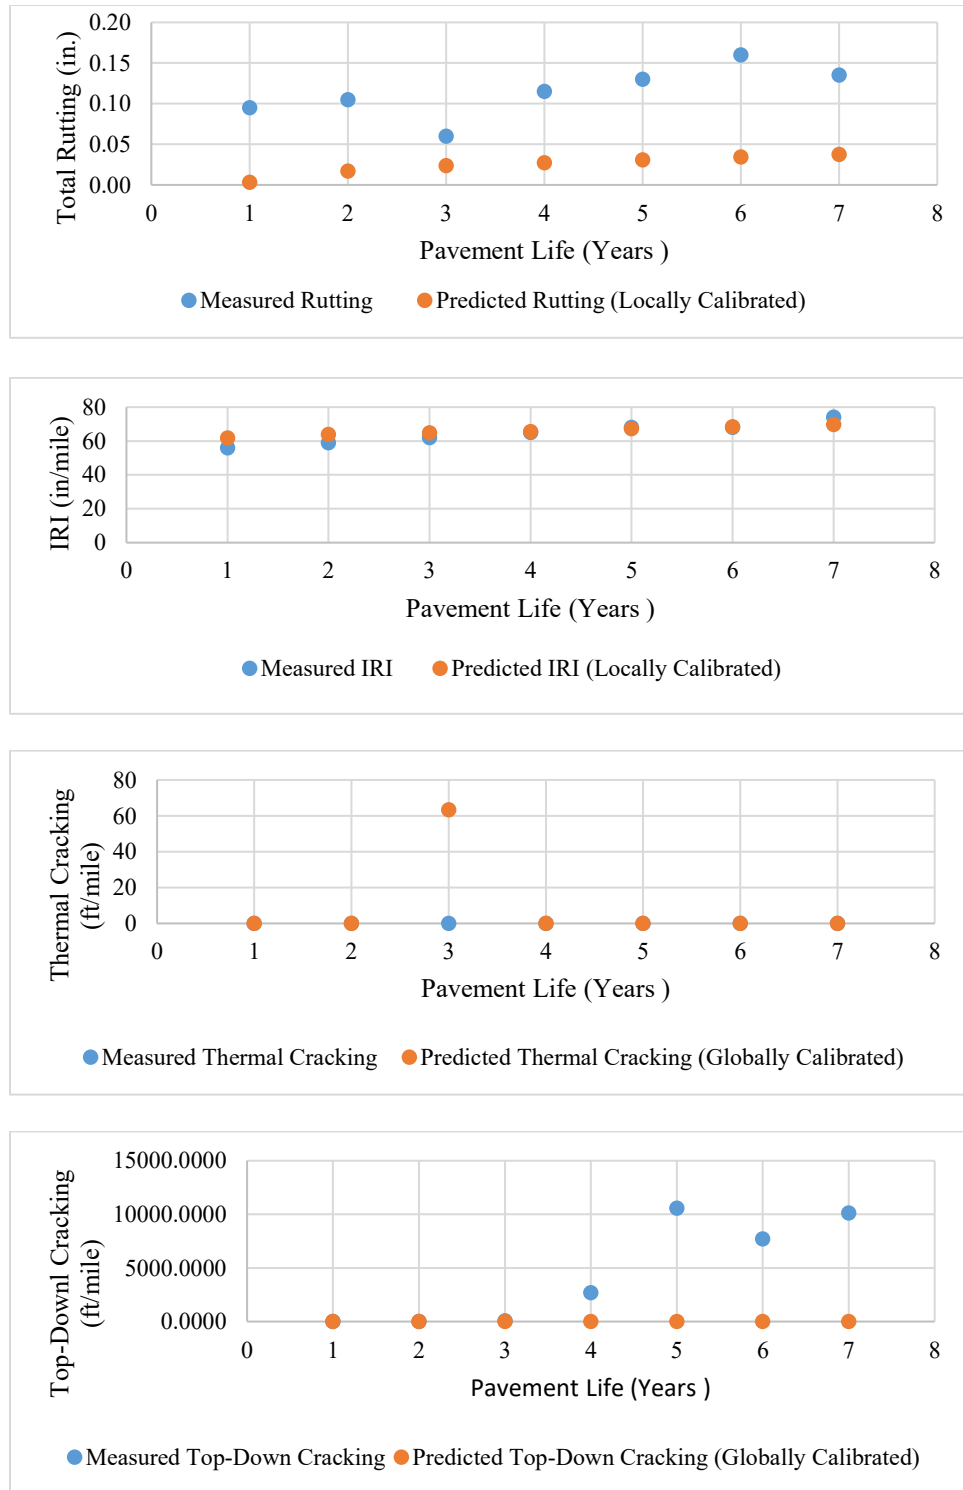 Total Rutting (in.)
0.20
0.15
0.10
0.05
0.00
0 1 2 3 4 5 6 7 8
Pavement Life (Years )
Measured Rutting Predicted Rutting (Locally Calibrated)
IRI (in/mile)
80
60
40
20
0
0 1 2 3 4 5 6 7 8
Pavement Life (Years )
Measured IRI Predicted IRI (Locally Calibrated)
Thermal Cracking
(ft/mile)
80
60
40
20
0
0 1 2 3 4 5 6 7 8
Pavement Life (Years )
Measured Thermal Cracking Predicted Thermal Cracking (Globally Calibrated)
Top-Downl Cracking
(ft/mile)
15000.0000
10000.0000
5000.0000
0.0000
0 1 2 3 4 5 6 7 8
Pavement Life (Years )
Measured Top-Down Cracking Predicted Top-Down Cracking (Globally Calibrated)